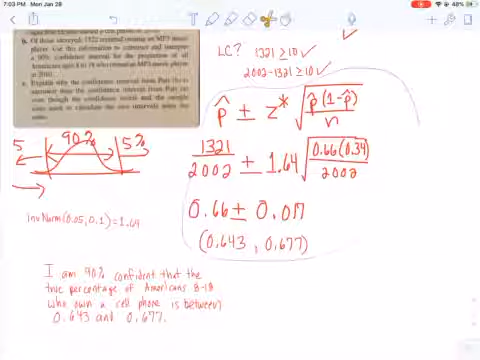 7:03 PM Mon Jan 28
48%
b. Of those interviewed, 1322 reported owning an MP3 music
player. Use this information to construct and interpret
a 90% confidence interval for the proportion of all
Americans ages 8 to 18 who owned an MP3 music player
in 2010.
c. Explain why the confidence interval from Part (b) is
narrower than the confidence interval from Part (a)
even though the confidence level and the sample
size used to calculate the two intervals were the
same.
LC? 1321 ≥ 10 ✓
2002-1321 ≥ 10 ✓
p̂ ± z* √p̂(1-p̂)/n
5 90% 5%
1321/2002 ± 1.64 √0.66(0.34)/2002
0.66 ± 0.017
invNorm(0.05,0,1)=1.64
(0.643, 0.677)
I am 90% confident that the
true percentage of Americans 8-18
who own a cell phone is between
0.643 and 0.677.